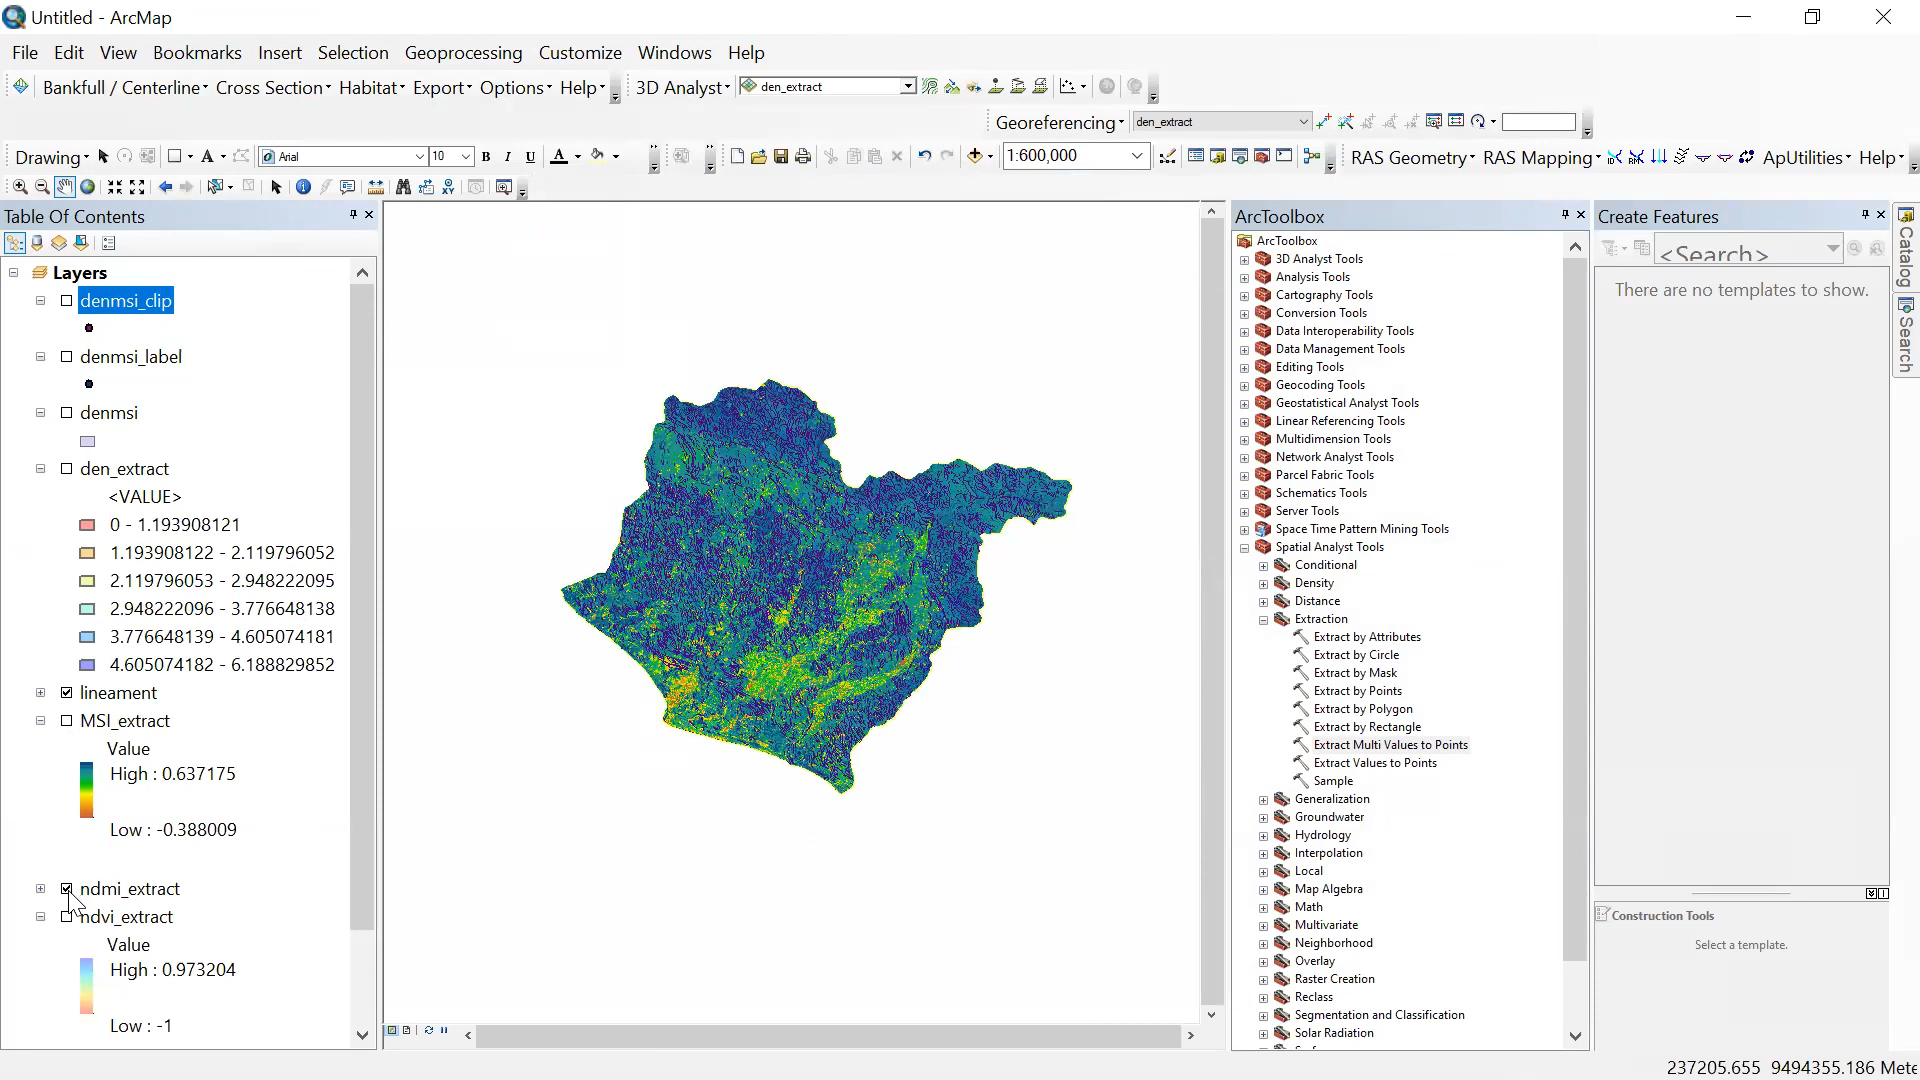 Untitled - ArcMap
File Edit View Bookmarks Insert Selection Geoprocessing Customize Windows Help
Bankfull / Centerline Cross Section Habitat Export Options Help 3D Analyst den_extract
Georeferencing den_extract
Drawing A Arial 10 B I U A 1:600,000 RAS Geometry RAS Mapping ApUtilities Help
Table Of Contents
Layers
denmsi_clip
denmsi_label
denmsi
den_extract
<VALUE>
0 - 1.193908121
1.193908122 - 2.119796052
2.119796053 - 2.948222095
2.948222096 - 3.776648138
3.776648139 - 4.605074181
4.605074182 - 6.188829852
lineament
MSI_extract
Value
High : 0.637175
Low : -0.388009
ndmi_extract
ndvi_extract
Value
High : 0.973204
Low : -1
ArcToolbox
ArcToolbox
3D Analyst Tools
Analysis Tools
Cartography Tools
Conversion Tools
Data Interoperability Tools
Data Management Tools
Editing Tools
Geocoding Tools
Geostatistical Analyst Tools
Linear Referencing Tools
Multidimension Tools
Network Analyst Tools
Parcel Fabric Tools
Schematics Tools
Server Tools
Space Time Pattern Mining Tools
Spatial Analyst Tools
Conditional
Density
Distance
Extraction
Extract by Attributes
Extract by Circle
Extract by Mask
Extract by Points
Extract by Polygon
Extract by Rectangle
Extract Multi Values to Points
Extract Values to Points
Sample
Generalization
Groundwater
Hydrology
Interpolation
Local
Map Algebra
Math
Multivariate
Neighborhood
Overlay
Raster Creation
Reclass
Segmentation and Classification
Solar Radiation
Create Features
<Search>
There are no templates to show.
Construction Tools
Select a template.
Catalog
Search
237205.655 9494355.186 Mete